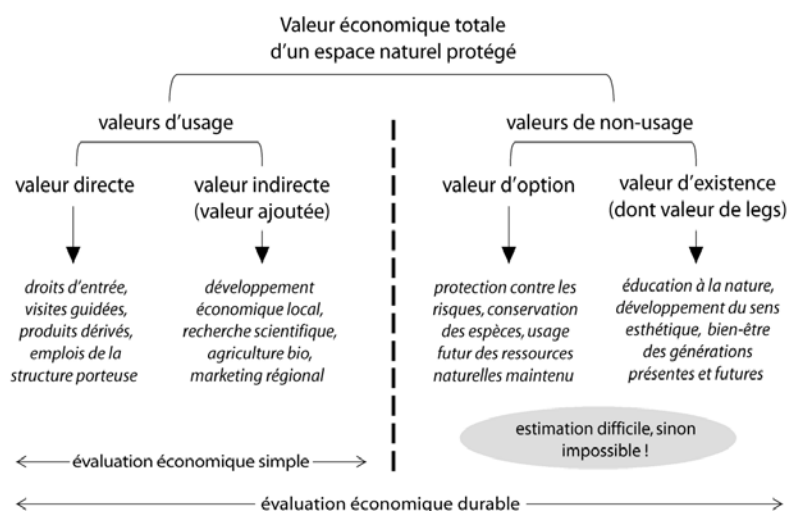 Valeur économique totale
d'un espace naturel protégé
valeurs d'usage
valeurs de non-usage
valeur directe
valeur indirecte
(valeur ajoutée)
valeur d'option
valeur d'existence
(dont valeur de legs)
droits d'entrée,
visites guidées,
produits dérivés,
emplois de la
structure porteuse
développement
économique local,
recherche scientifique,
agriculture bio,
marketing régional
protection contre les
risques, conservation
des espèces, usage
futur des ressources
naturelles maintenu
éducation à la nature,
développement du sens
esthétique, bien-être
des générations
présentes et futures
estimation difficile, sinon
impossible !
évaluation économique simple
évaluation économique durable